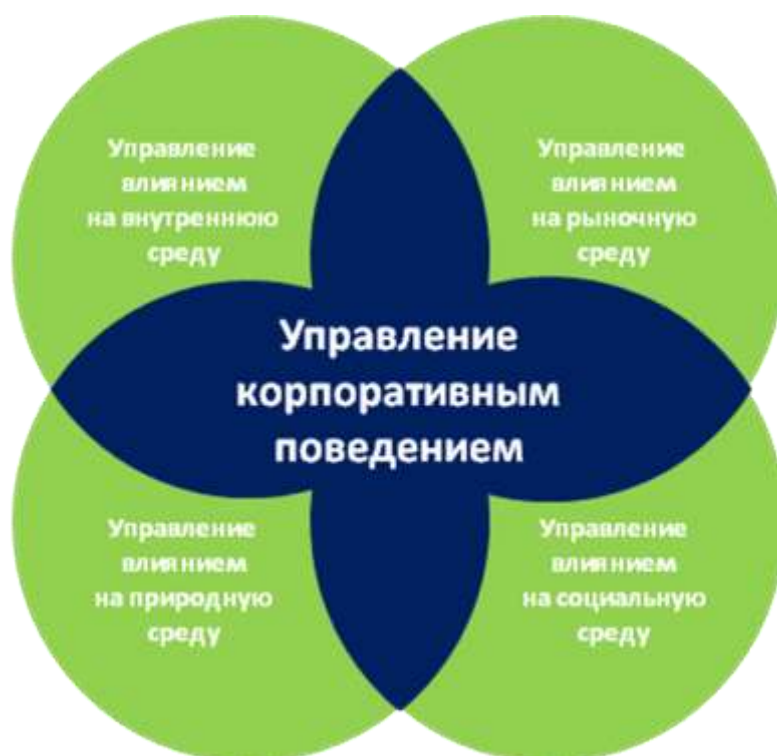 Управление
влиянием
на внутреннюю
среду
Управление
влиянием
на рыночную
среду
Управление
корпоративным
поведением
Управление
влиянием
на природную
среду
Управление
влиянием
на социальную
среду